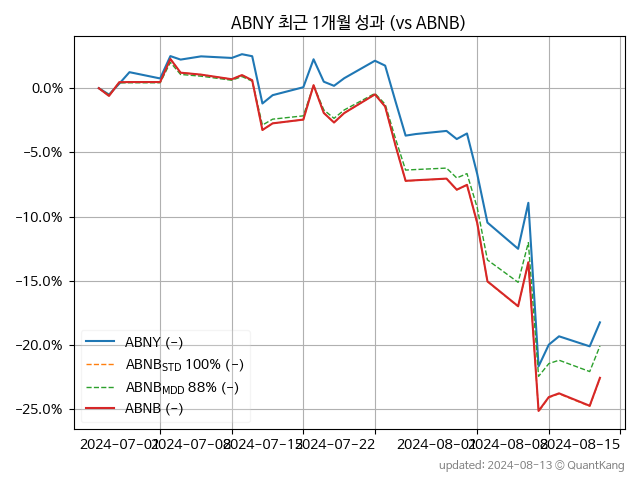 ABNY 최근 1개월 성과 (vs ABNB)
0.0%
−5.0%
−10.0%
−15.0%
−20.0%
−25.0%
ABNY (-)
ABNB_STD 100% (-)
ABNB_MDD 88% (-)
ABNB (-)
2024-07-01 2024-07-08 2024-07-15 2024-07-22 2024-08-01 2024-08-08 2024-08-15
updated: 2024-08-13 © QuantKang